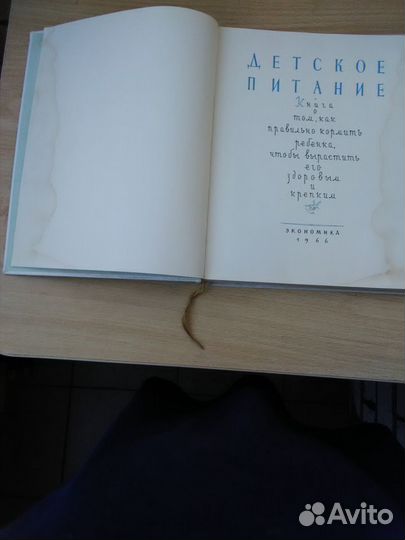 ДЕТСКОЕ
ПИТАНИЕ
Книга
о
том, как
правильно кормить
ребенка,
чтобы вырастить
его
здоровым
и
крепким
ЭКОНОМИКА
1966
Avito